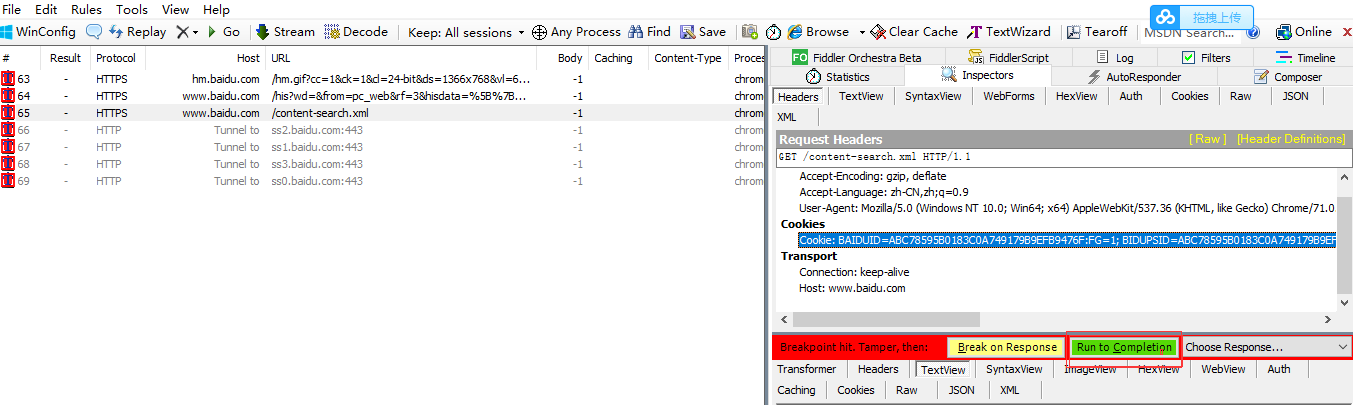 File Edit Rules Tools View Help
WinConfig Replay Go Stream Decode Keep: All sessions Any Process Find Save Browse Clear Cache TextWizard Tearoff MSDN Search... Online
拖拽上传
# Result Protocol Host URL Body Caching Content-Type Proces
63 - HTTPS hm.baidu.com /hm.gif?cc=1&ck=1&cl=24-bit&ds=1366x768&vl=6... -1 chrom
64 - HTTPS www.baidu.com /his?wd=&from=pc_web&rf=3&hisdata=%5B%7B... -1 chrom
65 - HTTPS www.baidu.com /content-search.xml -1 chrom
66 - HTTP Tunnel to ss2.baidu.com:443 -1 chrom
67 - HTTP Tunnel to ss1.baidu.com:443 -1 chrom
68 - HTTP Tunnel to ss3.baidu.com:443 -1 chrom
69 - HTTP Tunnel to ss0.baidu.com:443 -1 chrom
FO Fiddler Orchestra Beta FiddlerScript Log Filters Timeline
Statistics Inspectors AutoResponder Composer
Headers TextView SyntaxView WebForms HexView Auth Cookies Raw JSON
XML
Request Headers [ Raw ] [Header Definitions]
GET /content-search.xml HTTP/1.1
Accept-Encoding: gzip, deflate
Accept-Language: zh-CN,zh;q=0.9
User-Agent: Mozilla/5.0 (Windows NT 10.0; Win64; x64) AppleWebKit/537.36 (KHTML, like Gecko) Chrome/71.0
Cookies
Cookie: BAIDUID=ABC78595B0183C0A749179B9EFB9476F:FG=1; BIDUPSID=ABC78595B0183C0A749179B9EF
Transport
Connection: keep-alive
Host: www.baidu.com
Breakpoint hit. Tamper, then: Break on Response Run to Completion Choose Response...
Transformer Headers TextView SyntaxView ImageView HexView WebView Auth
Caching Cookies Raw JSON XML